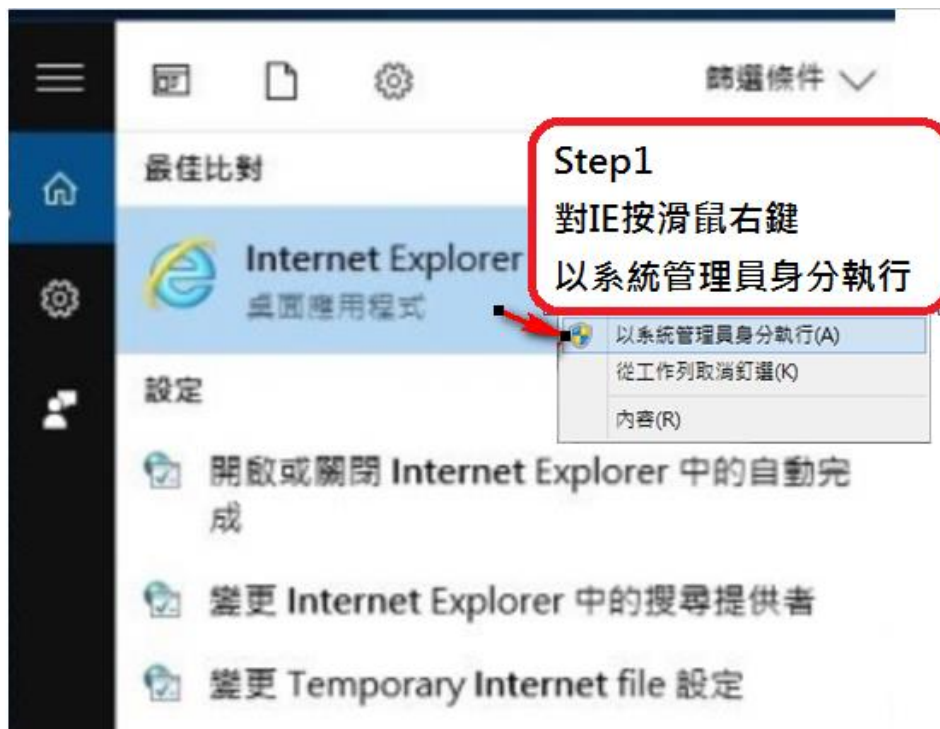 篩選條件
最佳比對
Step1
對IE按滑鼠右鍵
以系統管理員身分執行
Internet Explorer
桌面應用程式
以系統管理員身分執行(A)
從工作列取消釘選(K)
內容(R)
設定
開啟或關閉 Internet Explorer 中的自動完
成
變更 Internet Explorer 中的搜尋提供者
變更 Temporary Internet file 設定